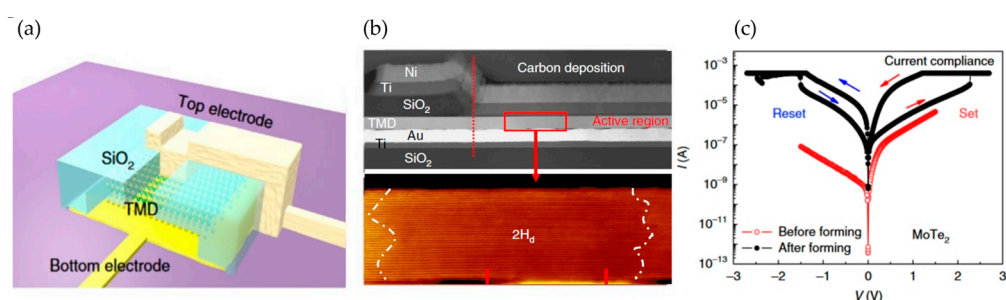 (a)
Top electrode
SiO2
TMD
Bottom electrode
(b)
Ni
Carbon deposition
Ti
SiO2
TMD
Active region
Au
Ti
SiO2
2Hd
(c)
10−3
10−5
10−7
10−9
10−11
10−13
I (A)
Current compliance
Reset
Set
Before forming
After forming
MoTe2
−3
−2
−1
0
1
2
3
V (V)